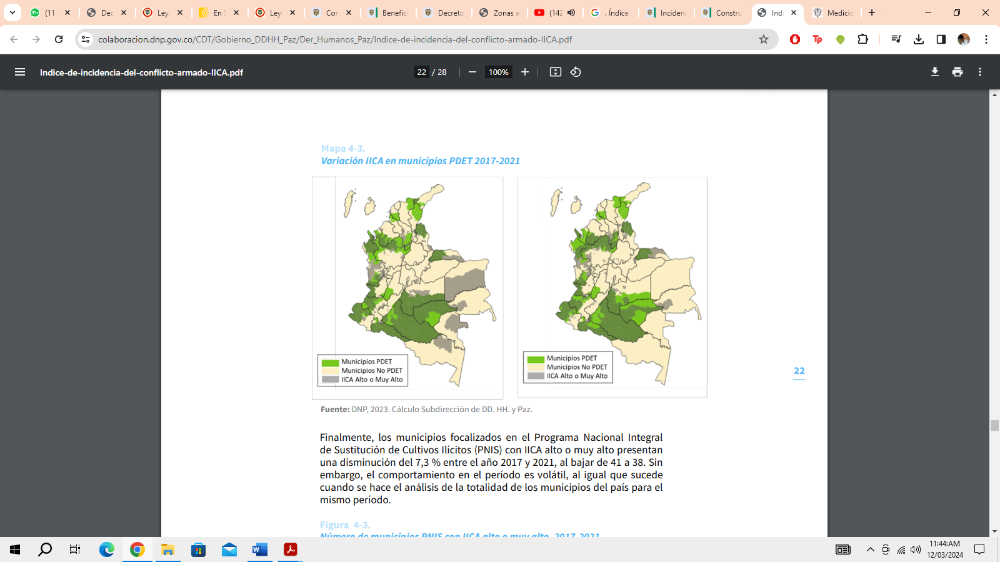 (11
Dec
Ley
En S
Ley
Con
Benefici
Decreto
Zonas a
(142
. Índice
Incidenc
Constru
Indi
Medicio
colaboracion.dnp.gov.co/CDT/Gobierno_DDHH_Paz/Der_Humanos_Paz/Indice-de-incidencia-del-conflicto-armado-IICA.pdf
Indice-de-incidencia-del-conflicto-armado-IICA.pdf
22 / 28
100%
Mapa 4-3.
Variación IICA en municipios PDET 2017-2021
Municipios PDET
Municipios No PDET
IICA Alto o Muy Alto
Municipios PDET
Municipios No PDET
IICA Alto o Muy Alto
22
Fuente: DNP, 2023. Cálculo Subdirección de DD. HH. y Paz.
Finalmente, los municipios focalizados en el Programa Nacional Integral
de Sustitución de Cultivos Ilícitos (PNIS) con IICA alto o muy alto presentan
una disminución del 7,3 % entre el año 2017 y 2021, al bajar de 41 a 38. Sin
embargo, el comportamiento en el período es volátil, al igual que sucede
cuando se hace el análisis de la totalidad de los municipios del país para el
mismo período.
Figura 4-3.
Número de municipios PNIS con IICA alto o muy alto, 2017-2021
11:44:AM
12/03/2024